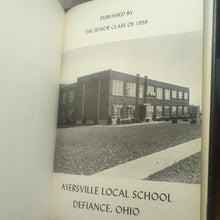 PUBLISHED BY
THE SENIOR CLASS OF 1959
AYERSVILLE LOCAL SCHOOL
DEFIANCE, OHIO